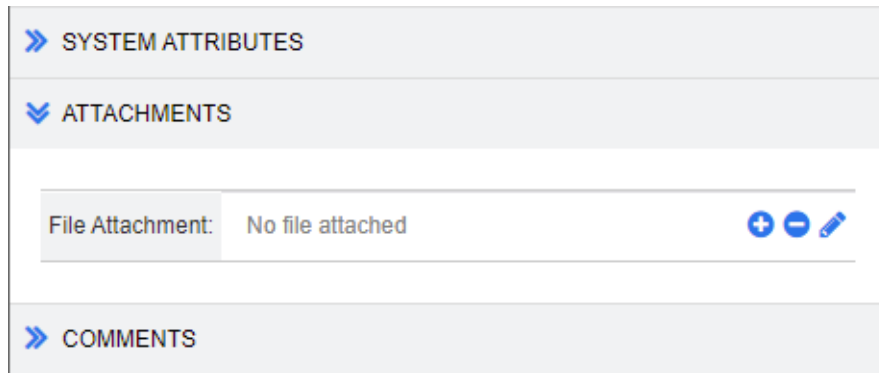 SYSTEM ATTRIBUTES
ATTACHMENTS
File Attachment: No file attached
COMMENTS